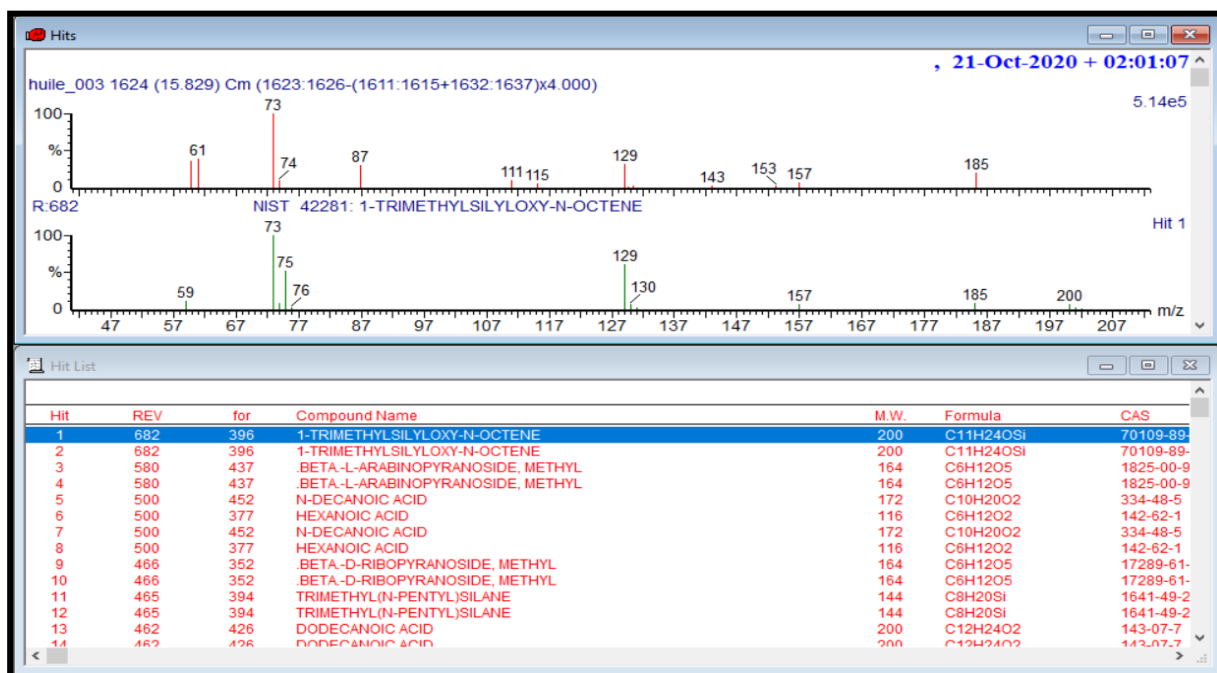 Hits
, 21-Oct-2020 + 02:01:07
huile_003 1624 (15.829) Cm (1623:1626-(1611:1615+1632:1637)x4.000)
5.14e5
100
%
0
73
61
74
87
111
115
129
143
153
157
185
R:682
NIST 42281: 1-TRIMETHYLSILYLOXY-N-OCTENE
Hit 1
100
%
0
73
75
59
76
129
130
157
185
200
m/z
47 57 67 77 87 97 107 117 127 137 147 157 167 177 187 197 207
Hit List
Hit REV for Compound Name M.W. Formula CAS
1 682 396 1-TRIMETHYLSILYLOXY-N-OCTENE 200 C11H24OSi 70109-89-
2 682 396 1-TRIMETHYLSILYLOXY-N-OCTENE 200 C11H24OSi 70109-89-
3 580 437 .BETA.-L-ARABINOPYRANOSIDE, METHYL 164 C6H12O5 1825-00-9
4 580 437 .BETA.-L-ARABINOPYRANOSIDE, METHYL 164 C6H12O5 1825-00-9
5 500 452 N-DECANOIC ACID 172 C10H20O2 334-48-5
6 500 377 HEXANOIC ACID 116 C6H12O2 142-62-1
7 500 452 N-DECANOIC ACID 172 C10H20O2 334-48-5
8 500 377 HEXANOIC ACID 116 C6H12O2 142-62-1
9 466 352 .BETA.-D-RIBOPYRANOSIDE, METHYL 164 C6H12O5 17289-61-
10 466 352 .BETA.-D-RIBOPYRANOSIDE, METHYL 164 C6H12O5 17289-61-
11 465 394 TRIMETHYL(N-PENTYL)SILANE 144 C8H20Si 1641-49-2
12 465 394 TRIMETHYL(N-PENTYL)SILANE 144 C8H20Si 1641-49-2
13 462 426 DODECANOIC ACID 200 C12H24O2 143-07-7
14 462 426 DODECANOIC ACID 200 C12H24O2 143-07-7